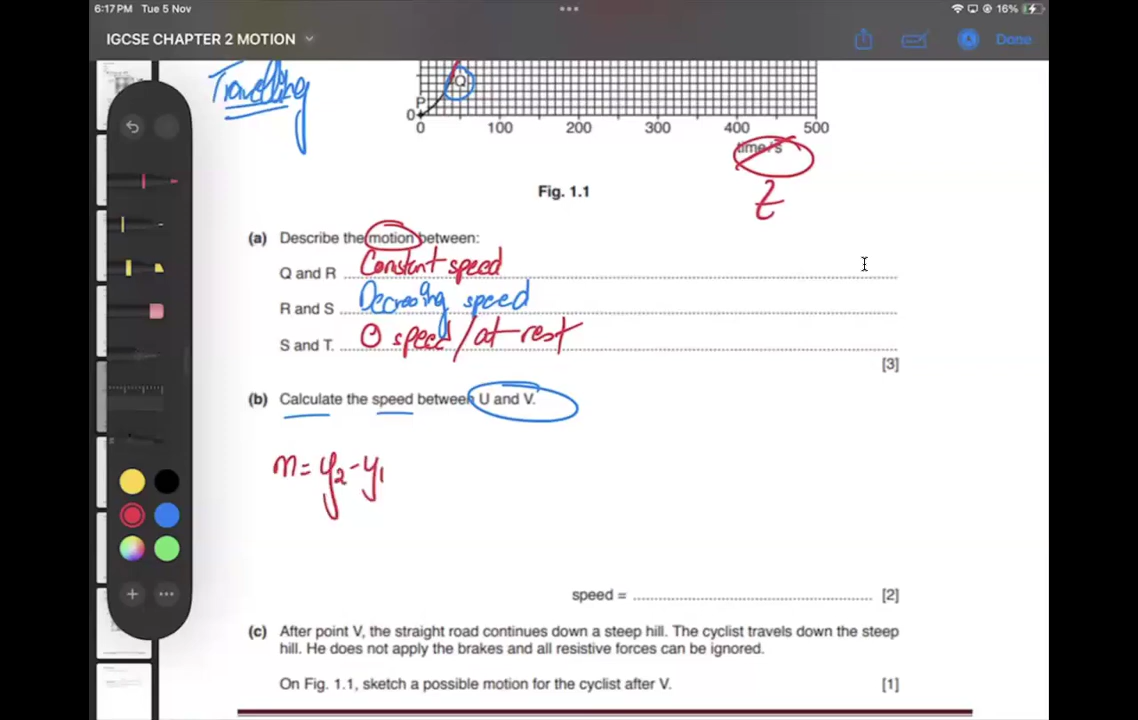 6:17PM Tue 5 Nov
16%
IGCSE CHAPTER 2 MOTION
Done
Travelling
Q
P
0
0 100 200 300 400 500
time/s
t
Fig. 1.1
(a) Describe the motion between:
Q and R Constant speed
R and S Decreasing speed
S and T. 0 speed/at rest
[3]
(b) Calculate the speed between U and V.
m = y2 - y1
speed = [2]
(c) After point V, the straight road continues down a steep hill. The cyclist travels down the steep
hill. He does not apply the brakes and all resistive forces can be ignored.
On Fig. 1.1, sketch a possible motion for the cyclist after V. [1]